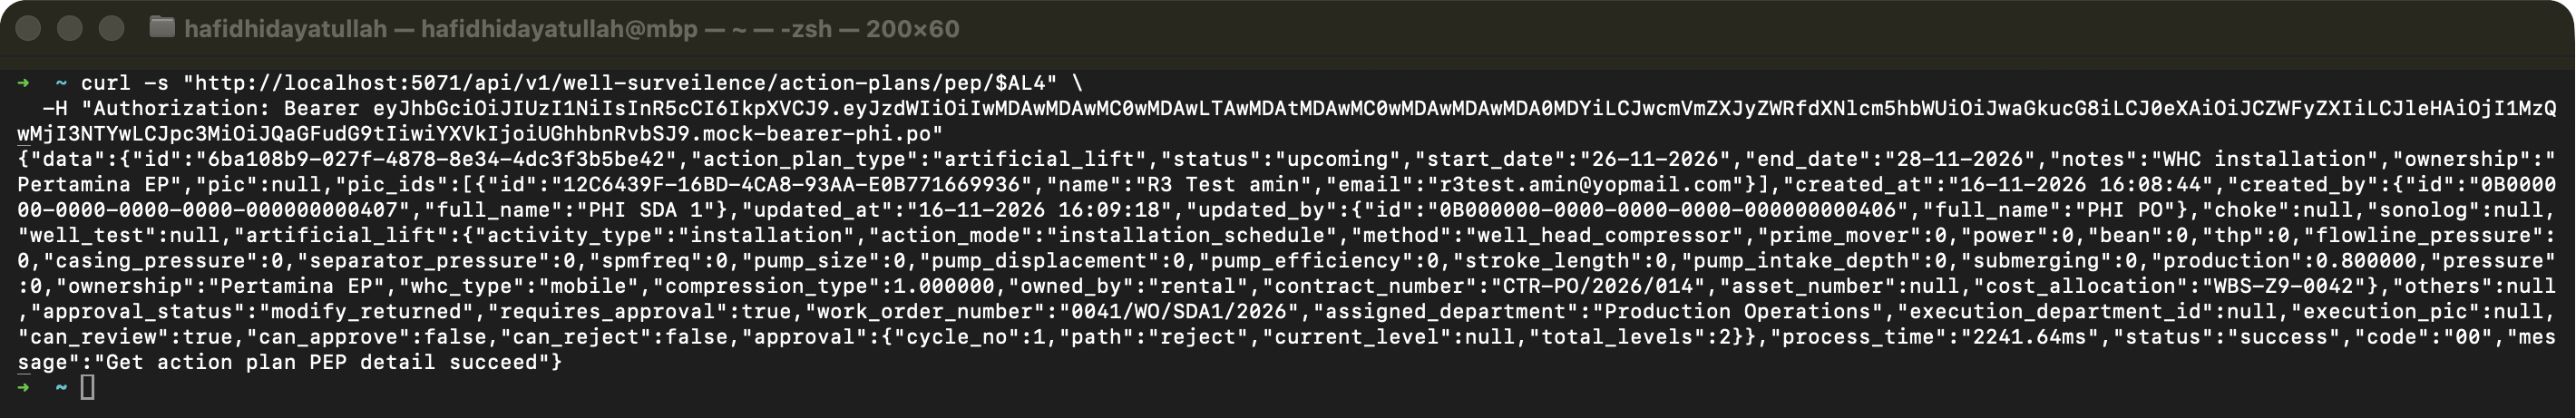 hafidhidayatullah — hafidhidayatullah@mbp — ~ — -zsh — 200×60
➜  ~ curl -s "http://localhost:5071/api/v1/well-surveilence/action-plans/pep/$AL4" \
  -H "Authorization: Bearer eyJhbGciOiJIUzI1NiIsInR5cCI6IkpXVCJ9.eyJzdWIiOiIwMDAwMDAwMC0wMDAwLTAwMDAtMDAwMC0wMDAwMDAwMDA0MDYiLCJwcmVmZXJyZWRfdXNlcm5hbWUiOiJwaGkucG8iLCJ0eXAiOiJCZWFyZXIiLCJleHAiOjI1MzQ
wMjI3NTYwLCJpc3MiOiJQaGFudG9tIiwiYXVkIjoiUGhhbnRvbSJ9.mock-bearer-phi.po"
{"data":{"id":"6ba108b9-027f-4878-8e34-4dc3f3b5be42","action_plan_type":"artificial_lift","status":"upcoming","start_date":"26-11-2026","end_date":"28-11-2026","notes":"WHC installation","ownership":"
Pertamina EP","pic":null,"pic_ids":[{"id":"12C6439F-16BD-4CA8-93AA-E0B771669936","name":"R3 Test amin","email":"r3test.amin@yopmail.com"}],"created_at":"16-11-2026 16:08:44","created_by":{"id":"0B0000
00-0000-0000-0000-000000000407","full_name":"PHI SDA 1"},"updated_at":"16-11-2026 16:09:18","updated_by":{"id":"0B000000-0000-0000-0000-000000000406","full_name":"PHI PO"},"choke":null,"sonolog":null,
"well_test":null,"artificial_lift":{"activity_type":"installation","action_mode":"installation_schedule","method":"well_head_compressor","prime_mover":0,"power":0,"bean":0,"thp":0,"flowline_pressure":
0,"casing_pressure":0,"separator_pressure":0,"spmfreq":0,"pump_size":0,"pump_displacement":0,"pump_efficiency":0,"stroke_length":0,"pump_intake_depth":0,"submerging":0,"production":0.800000,"pressure"
:0,"ownership":"Pertamina EP","whc_type":"mobile","compression_type":1.000000,"owned_by":"rental","contract_number":"CTR-PO/2026/014","asset_number":null,"cost_allocation":"WBS-Z9-0042"},"others":null
,"approval_status":"modify_returned","requires_approval":true,"work_order_number":"0041/WO/SDA1/2026","assigned_department":"Production Operations","execution_department_id":null,"execution_pic":null,
"can_review":true,"can_approve":false,"can_reject":false,"approval":{"cycle_no":1,"path":"reject","current_level":null,"total_levels":2}},"process_time":"2241.64ms","status":"success","code":"00","mes
sage":"Get action plan PEP detail succeed"}
➜  ~